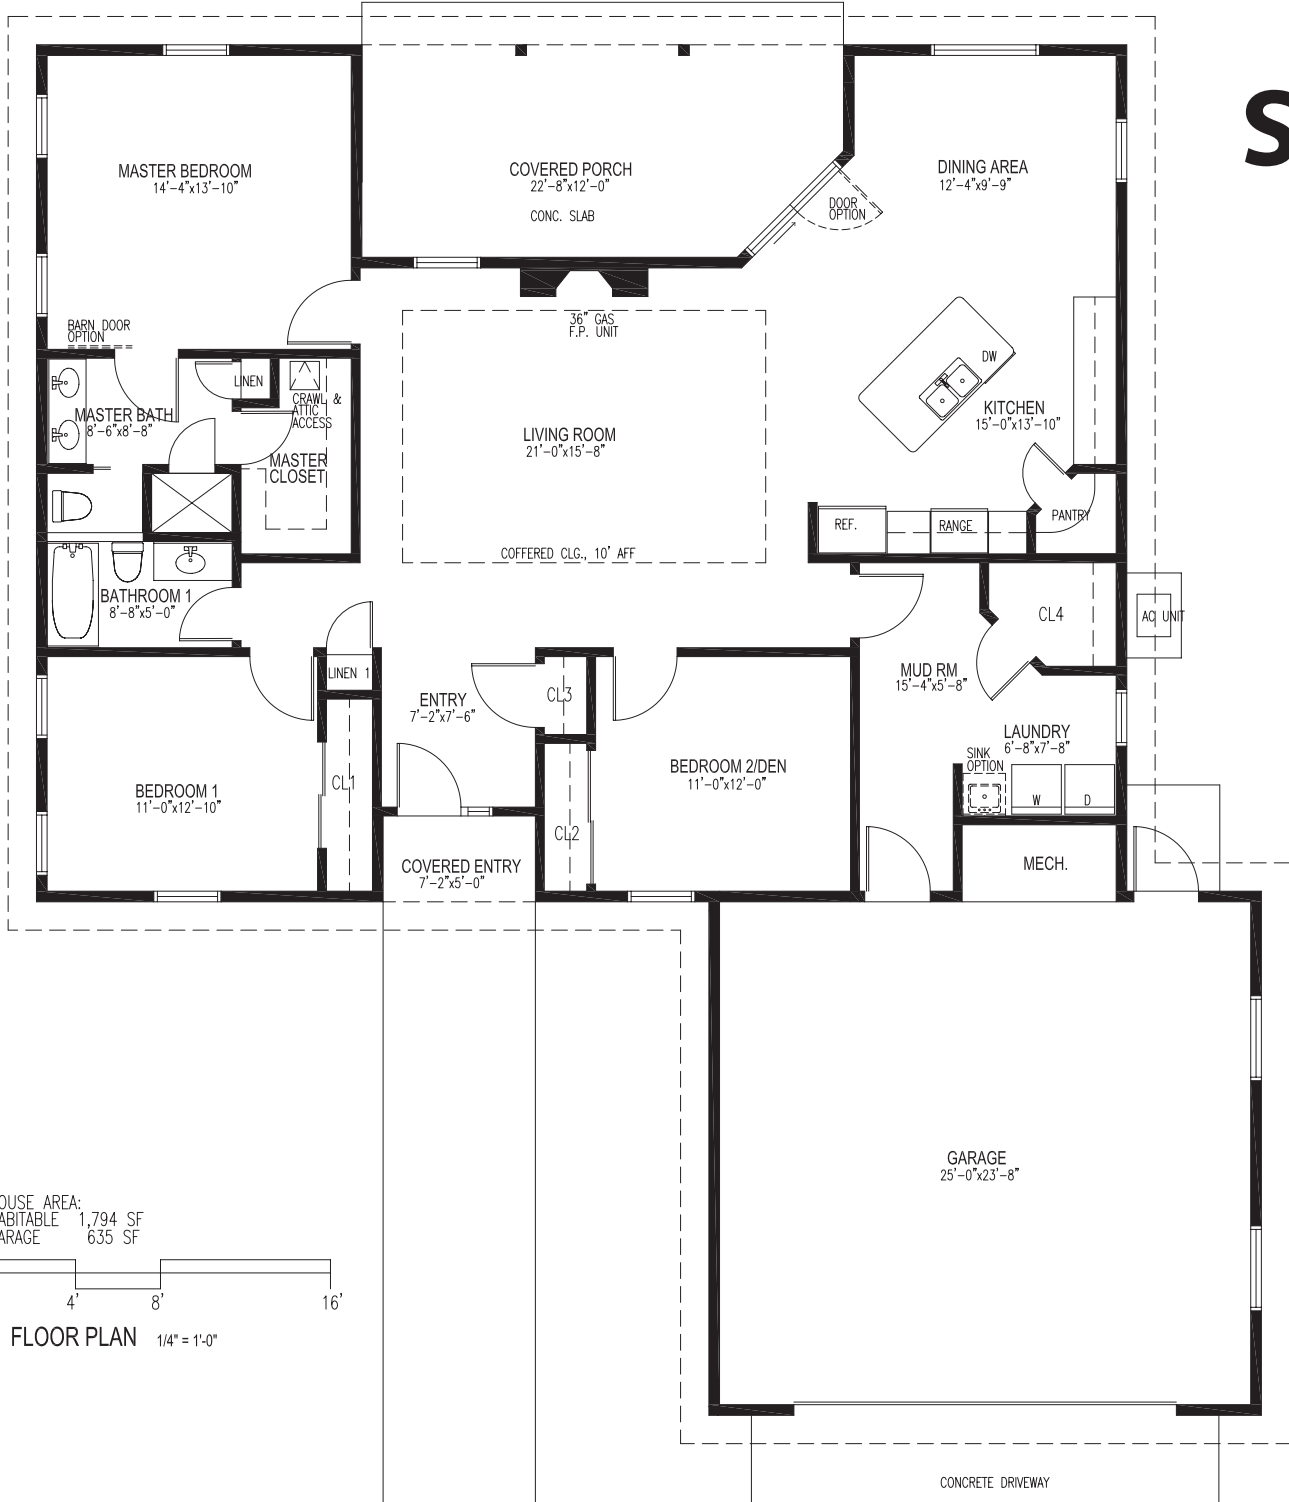 S
MASTER BEDROOM
14'-4"x13'-10"
COVERED PORCH
22'-8"x12'-0"
CONC. SLAB
DINING AREA
12'-4"x9'-9"
DOOR
OPTION
BARN DOOR
OPTION
36" GAS
F.P. UNIT
LINEN
CRAWL &
ATTIC
ACCESS
MASTER BATH
8'-6"x8'-8"
MASTER
CLOSET
LIVING ROOM
21'-0"x15'-8"
COFFERED CLG., 10' AFF
DW
KITCHEN
15'-0"x13'-10"
REF.
RANGE
PANTRY
BATHROOM 1
8'-8"x5'-0"
CL4
AC UNIT
LINEN 1
ENTRY
7'-2"x7'-6"
CL3
MUD RM
15'-4"x5'-8"
LAUNDRY
6'-8"x7'-8"
SINK
OPTION
W
D
BEDROOM 1
11'-0"x12'-10"
CL1
BEDROOM 2/DEN
11'-0"x12'-0"
CL2
COVERED ENTRY
7'-2"x5'-0"
MECH.
GARAGE
25'-0"x23'-8"
OUSE AREA:
ABITABLE 1,794 SF
ARAGE 635 SF
4' 8' 16'
FLOOR PLAN 1/4" = 1'-0"
CONCRETE DRIVEWAY